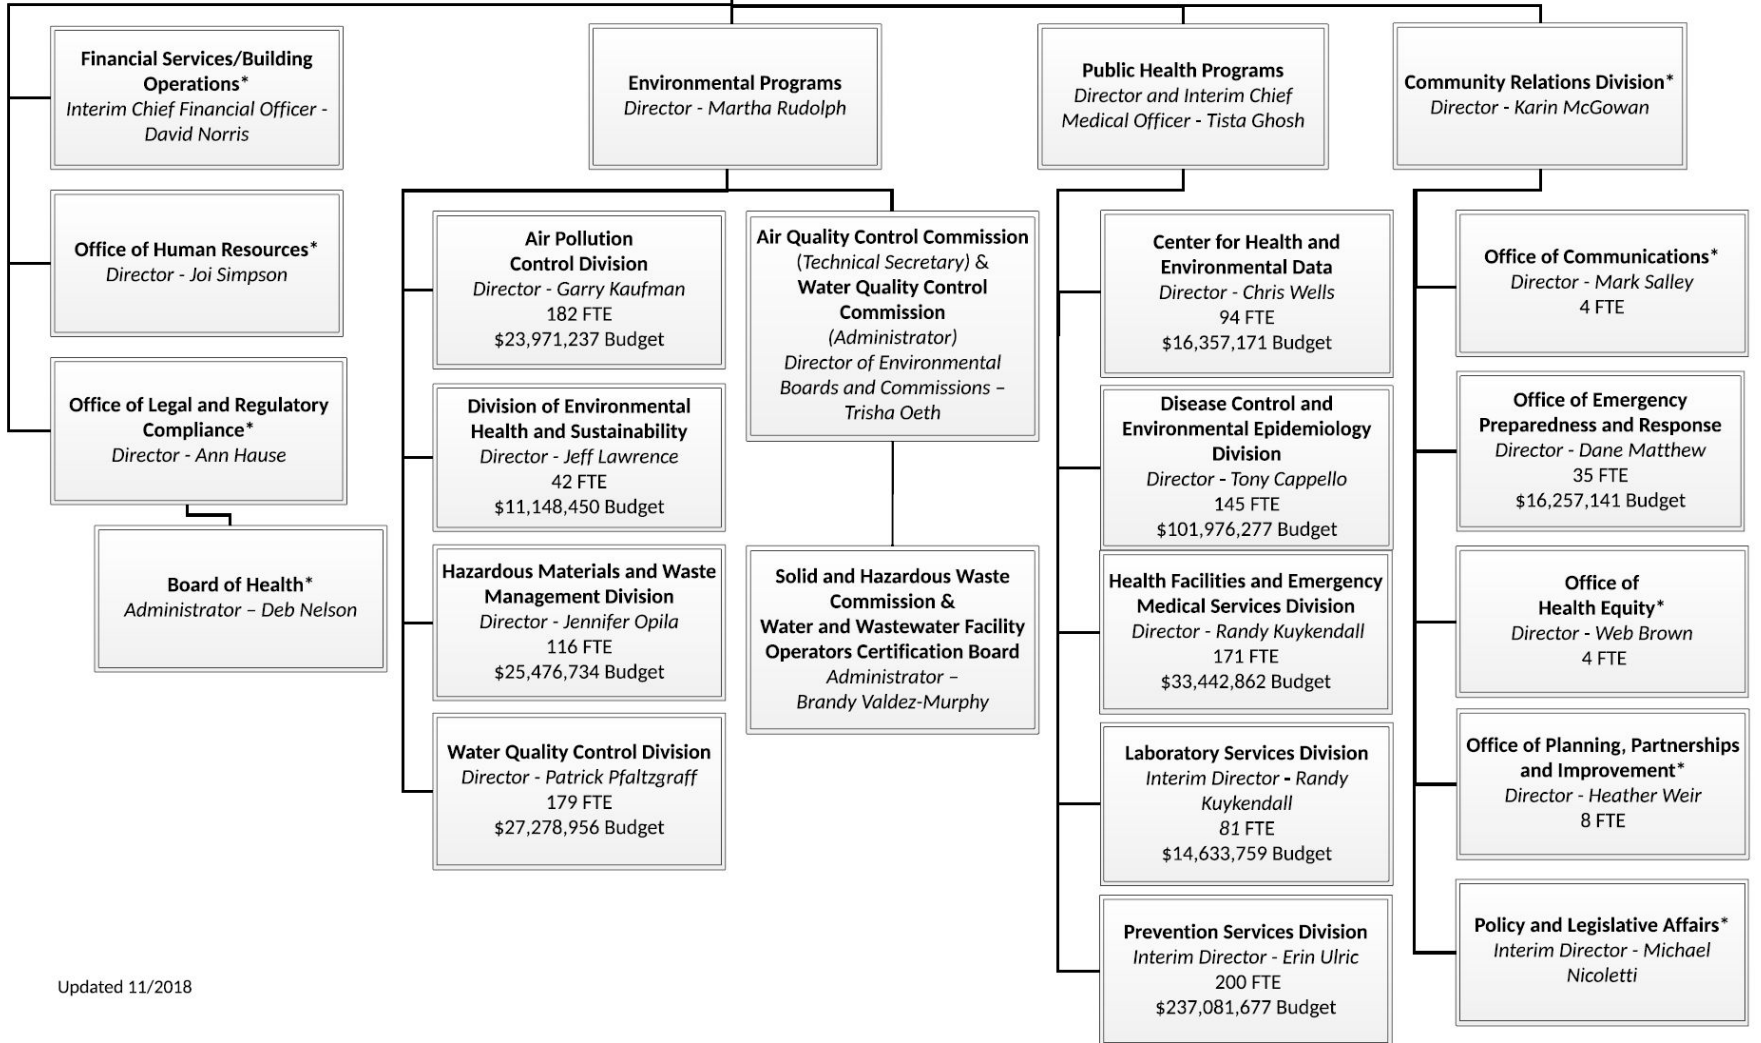 Financial Services/Building
Operations*
Interim Chief Financial Officer -
David Norris
Office of Human Resources*
Director - Joi Simpson
Office of Legal and Regulatory
Compliance*
Director - Ann Hause
Board of Health*
Administrator – Deb Nelson
Environmental Programs
Director - Martha Rudolph
Air Pollution
Control Division
Director - Garry Kaufman
182 FTE
$23,971,237 Budget
Division of Environmental
Health and Sustainability
Director - Jeff Lawrence
42 FTE
$11,148,450 Budget
Hazardous Materials and Waste
Management Division
Director - Jennifer Opila
116 FTE
$25,476,734 Budget
Water Quality Control Division
Director - Patrick Pfaltzgraff
179 FTE
$27,278,956 Budget
Air Quality Control Commission
(Technical Secretary) &
Water Quality Control
Commission
(Administrator)
Director of Environmental
Boards and Commissions –
Trisha Oeth
Solid and Hazardous Waste
Commission &
Water and Wastewater Facility
Operators Certification Board
Administrator –
Brandy Valdez-Murphy
Public Health Programs
Director and Interim Chief
Medical Officer - Tista Ghosh
Center for Health and
Environmental Data
Director - Chris Wells
94 FTE
$16,357,171 Budget
Disease Control and
Environmental Epidemiology
Division
Director - Tony Cappello
145 FTE
$101,976,277 Budget
Health Facilities and Emergency
Medical Services Division
Director - Randy Kuykendall
171 FTE
$33,442,862 Budget
Laboratory Services Division
Interim Director - Randy
Kuykendall
81 FTE
$14,633,759 Budget
Prevention Services Division
Interim Director - Erin Ulric
200 FTE
$237,081,677 Budget
Community Relations Division*
Director - Karin McGowan
Office of Communications*
Director - Mark Salley
4 FTE
Office of Emergency
Preparedness and Response
Director - Dane Matthew
35 FTE
$16,257,141 Budget
Office of
Health Equity*
Director - Web Brown
4 FTE
Office of Planning, Partnerships
and Improvement*
Director - Heather Weir
8 FTE
Policy and Legislative Affairs*
Interim Director - Michael
Nicoletti
Updated 11/2018